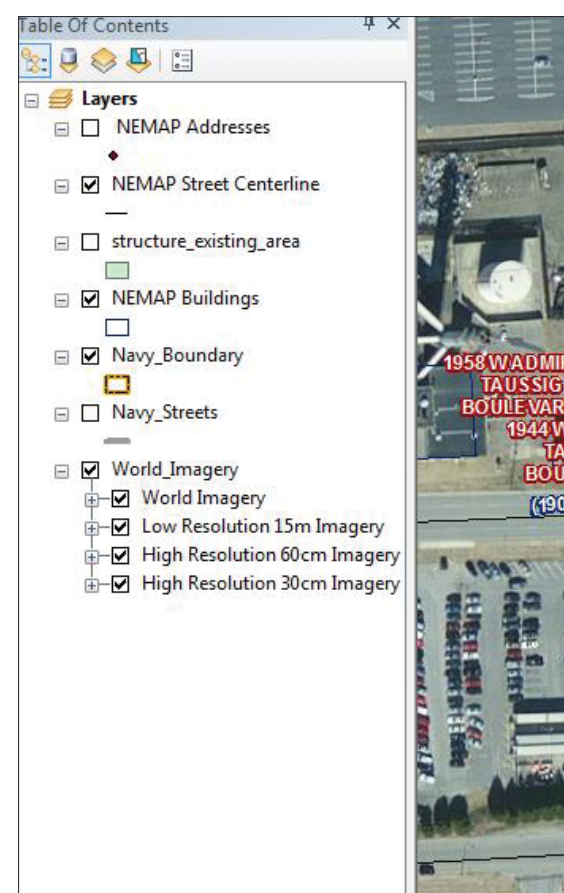 Table Of Contents
Layers
NEMAP Addresses
NEMAP Street Centerline
structure_existing_area
NEMAP Buildings
Navy_Boundary
Navy_Streets
World_Imagery
World Imagery
Low Resolution 15m Imagery
High Resolution 60cm Imagery
High Resolution 30cm Imagery
1958 W ADMI
TAUSSIG
BOULEVAR
1944 W
TA
BOU
(190